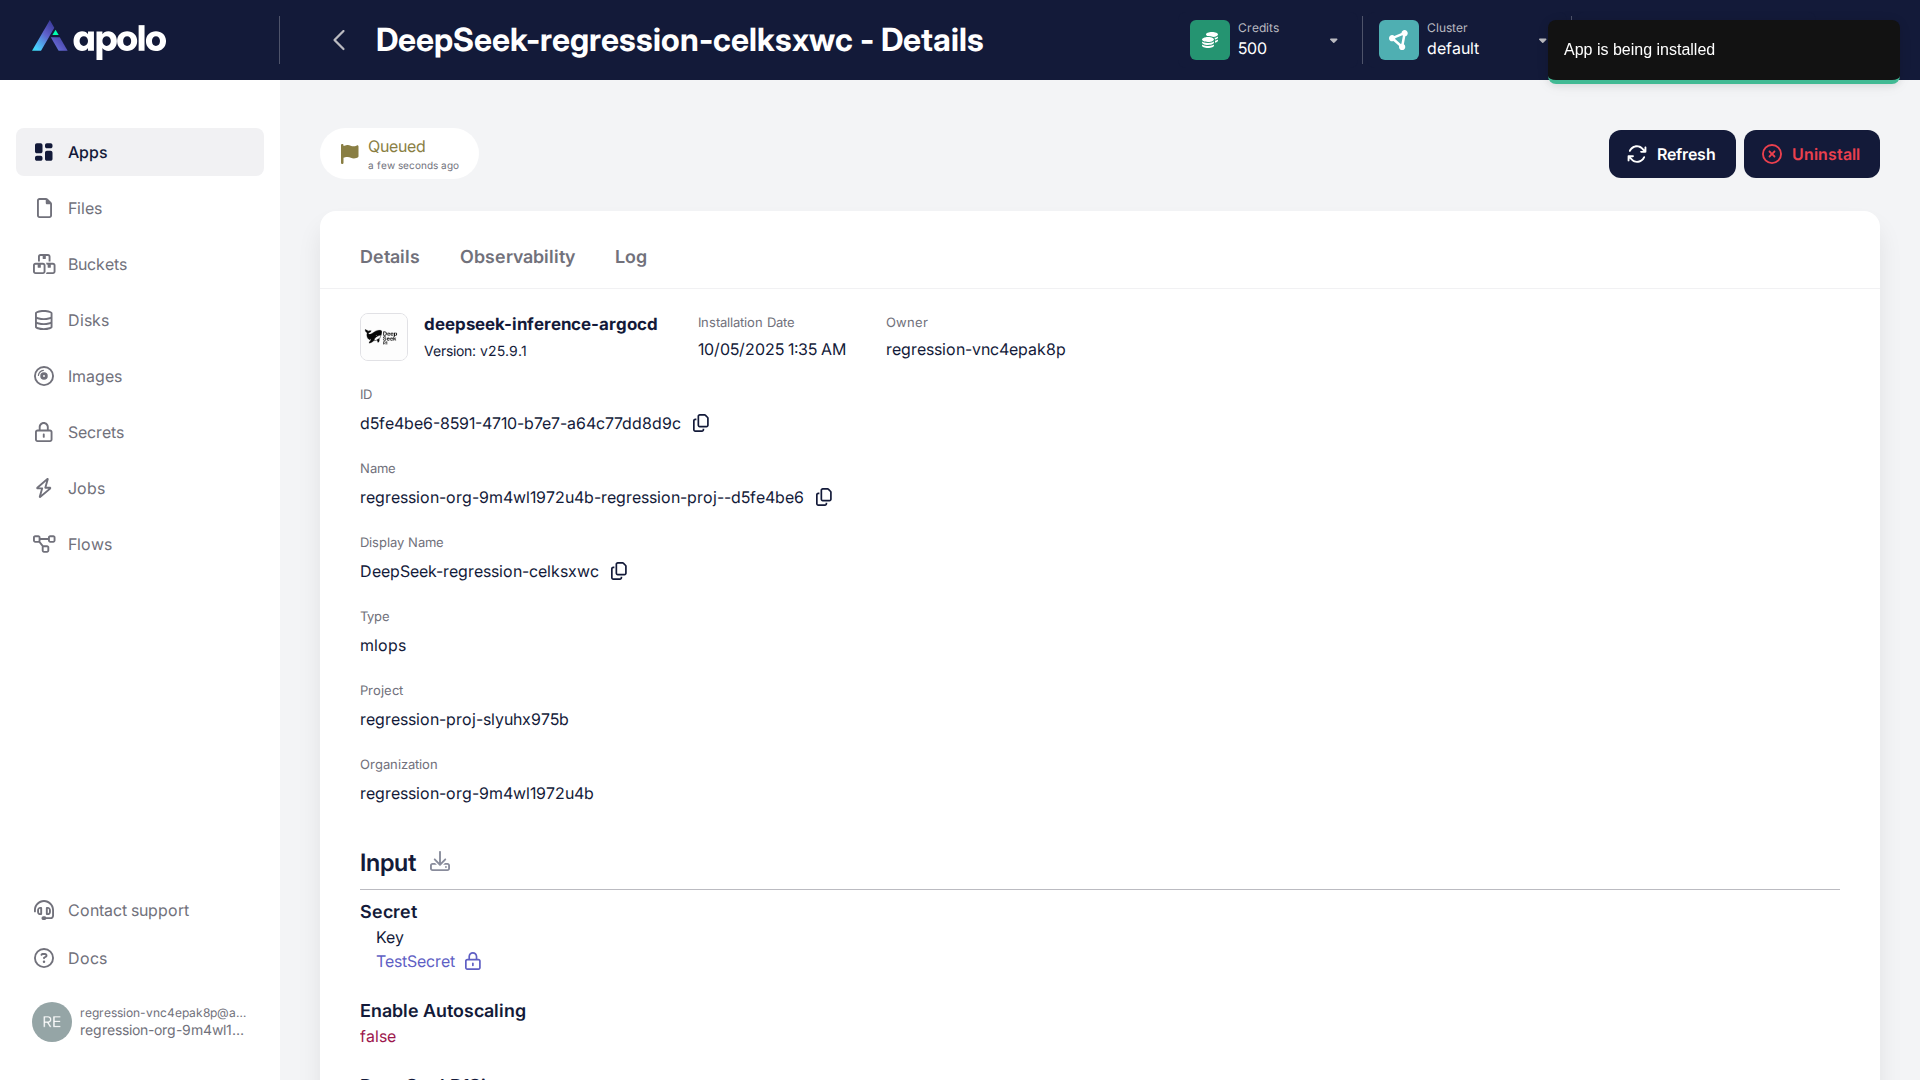 apolo
DeepSeek-regression-celksxwc - Details
Credits
500
Cluster
default
App is being installed
Apps
Files
Buckets
Disks
Images
Secrets
Jobs
Flows
Contact support
Docs
RE
regression-vnc4epak8p@a...
regression-org-9m4wl1...
Queued
a few seconds ago
Refresh
Uninstall
Details
Observability
Log
deepseek-inference-argocd
Version: v25.9.1
Installation Date
10/05/2025 1:35 AM
Owner
regression-vnc4epak8p
ID
d5fe4be6-8591-4710-b7e7-a64c77dd8d9c
Name
regression-org-9m4wl1972u4b-regression-proj--d5fe4be6
Display Name
DeepSeek-regression-celksxwc
Type
mlops
Project
regression-proj-slyuhx975b
Organization
regression-org-9m4wl1972u4b
Input
Secret
Key
TestSecret
Enable Autoscaling
false